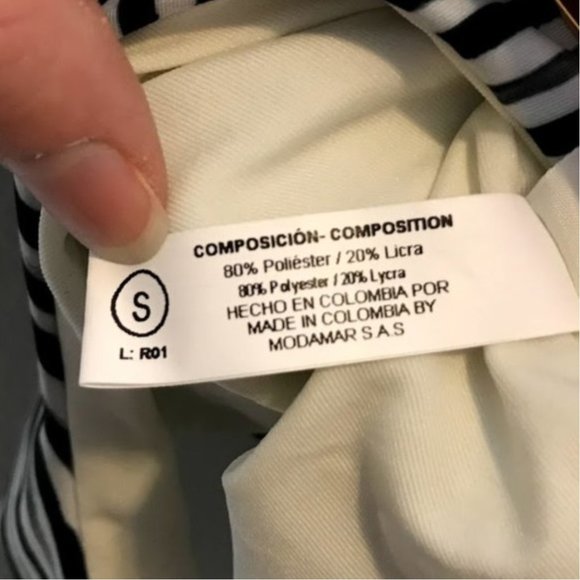 COMPOSICIÓN- COMPOSITION
80% Poliéster / 20% Licra
80% Polyester / 20% Lycra
HECHO EN COLOMBIA POR
MADE IN COLOMBIA BY
MODAMAR S.A.S
S
L: R01